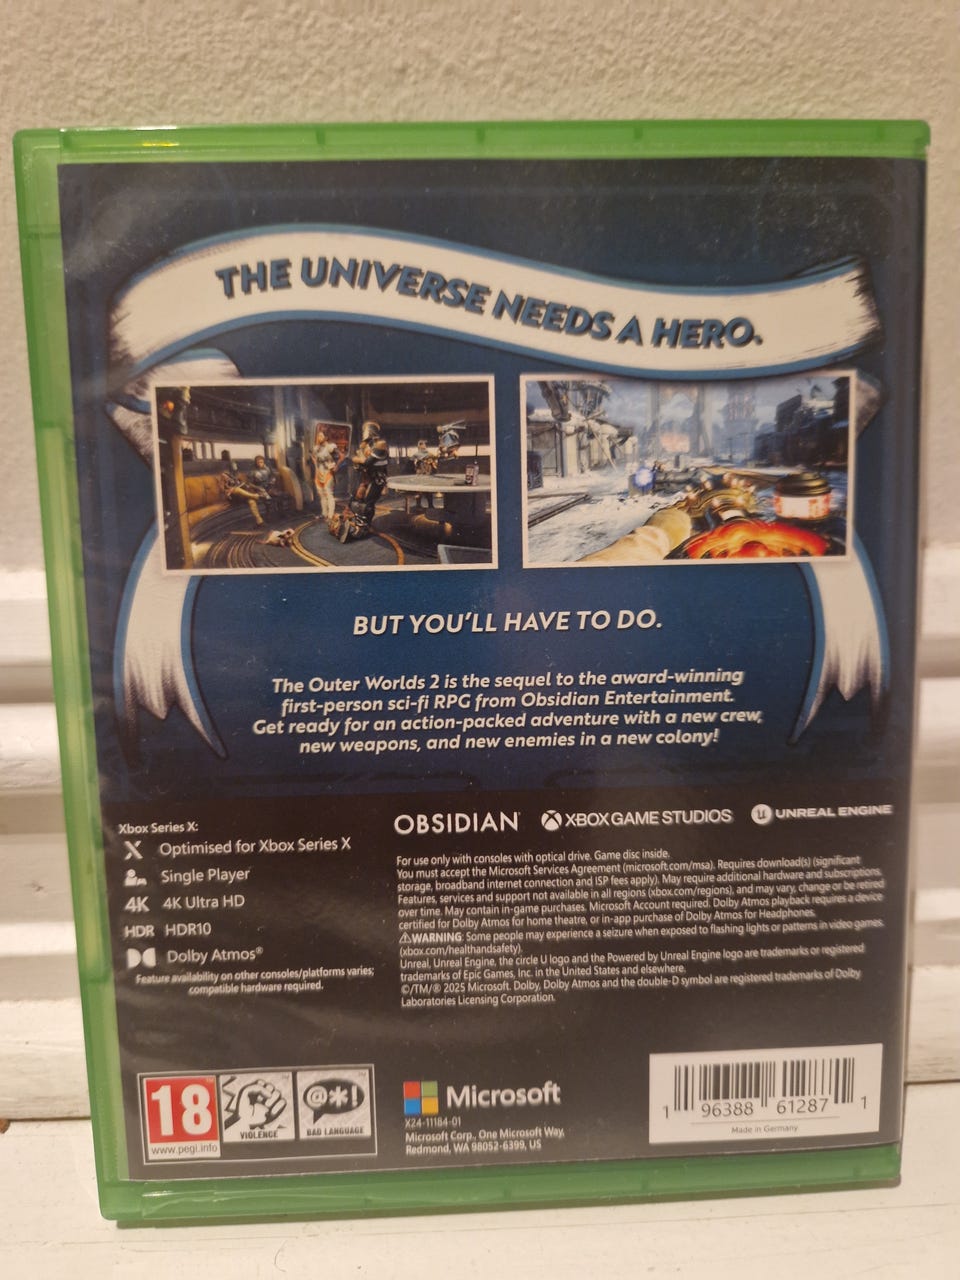 THE UNIVERSE NEEDS A HERO.
BUT YOU'LL HAVE TO DO.
The Outer Worlds 2 is the sequel to the award-winning
first-person sci-fi RPG from Obsidian Entertainment.
Get ready for an action-packed adventure with a new crew,
new weapons, and new enemies in a new colony!
Xbox Series X:
X Optimised for Xbox Series X
Single Player
4K 4K Ultra HD
HDR HDR10
Dolby Atmos®
Feature availability on other consoles/platforms varies;
compatible hardware required.
OBSIDIAN XBOX GAME STUDIOS UNREAL ENGINE
For use only with consoles with optical drive. Game disc inside.
You must accept the Microsoft Services Agreement (microsoft.com/msa). Requires download(s) (significant
storage, broadband internet connection and ISP fees apply). May require additional hardware and subscriptions.
Features, services and support not available in all regions (xbox.com/regions), and may vary, change or be retired
over time. May contain in-game purchases. Microsoft Account required. Dolby Atmos playback requires a device
certified for Dolby Atmos for home theatre, or in-app purchase of Dolby Atmos for Headphones.
⚠WARNING: Some people may experience a seizure when exposed to flashing lights or patterns in video games.
(xbox.com/healthandsafety).
Unreal, Unreal Engine, the circle U logo and the Powered by Unreal Engine logo are trademarks or registered
trademarks of Epic Games, Inc. in the United States and elsewhere.
©/TM/® 2025 Microsoft. Dolby, Dolby Atmos and the double-D symbol are registered trademarks of Dolby
Laboratories Licensing Corporation.
18
www.pegi.info
VIOLENCE
@*!
BAD LANGUAGE
Microsoft
X24-11184-01
Microsoft Corp., One Microsoft Way,
Redmond, WA 98052-6399, US
1 96388 61287 1
Made in Germany